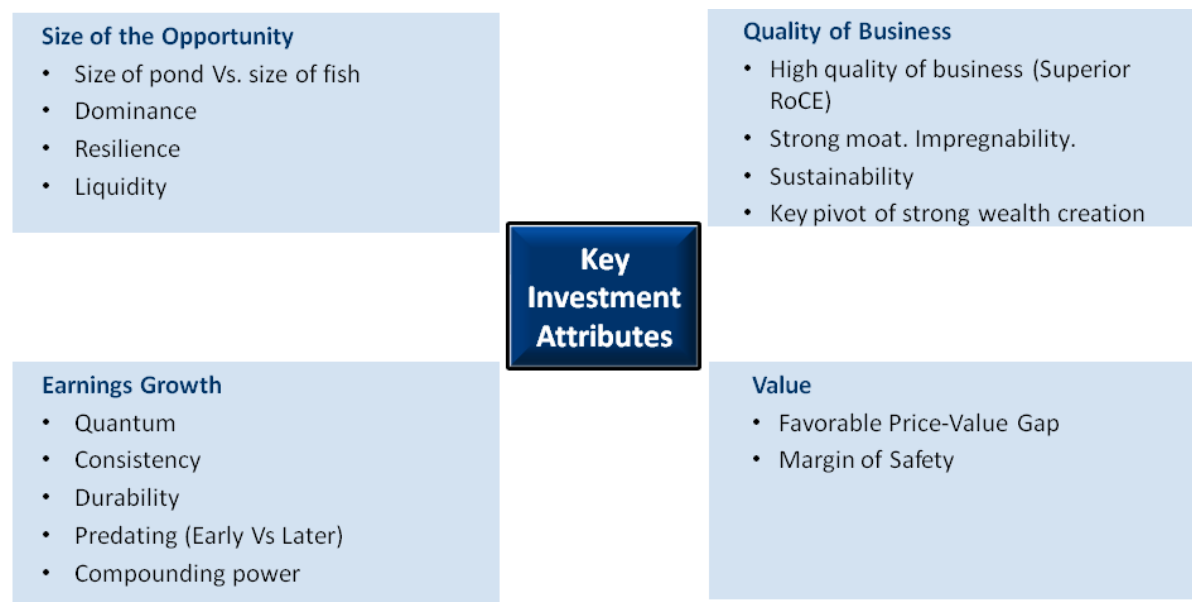 Size of the Opportunity
• Size of pond Vs. size of fish
• Dominance
• Resilience
• Liquidity
Quality of Business
• High quality of business (Superior
RoCE)
• Strong moat. Impregnability.
• Sustainability
• Key pivot of strong wealth creation
Key
Investment
Attributes
Earnings Growth
• Quantum
• Consistency
• Durability
• Predating (Early Vs Later)
• Compounding power
Value
• Favorable Price-Value Gap
• Margin of Safety